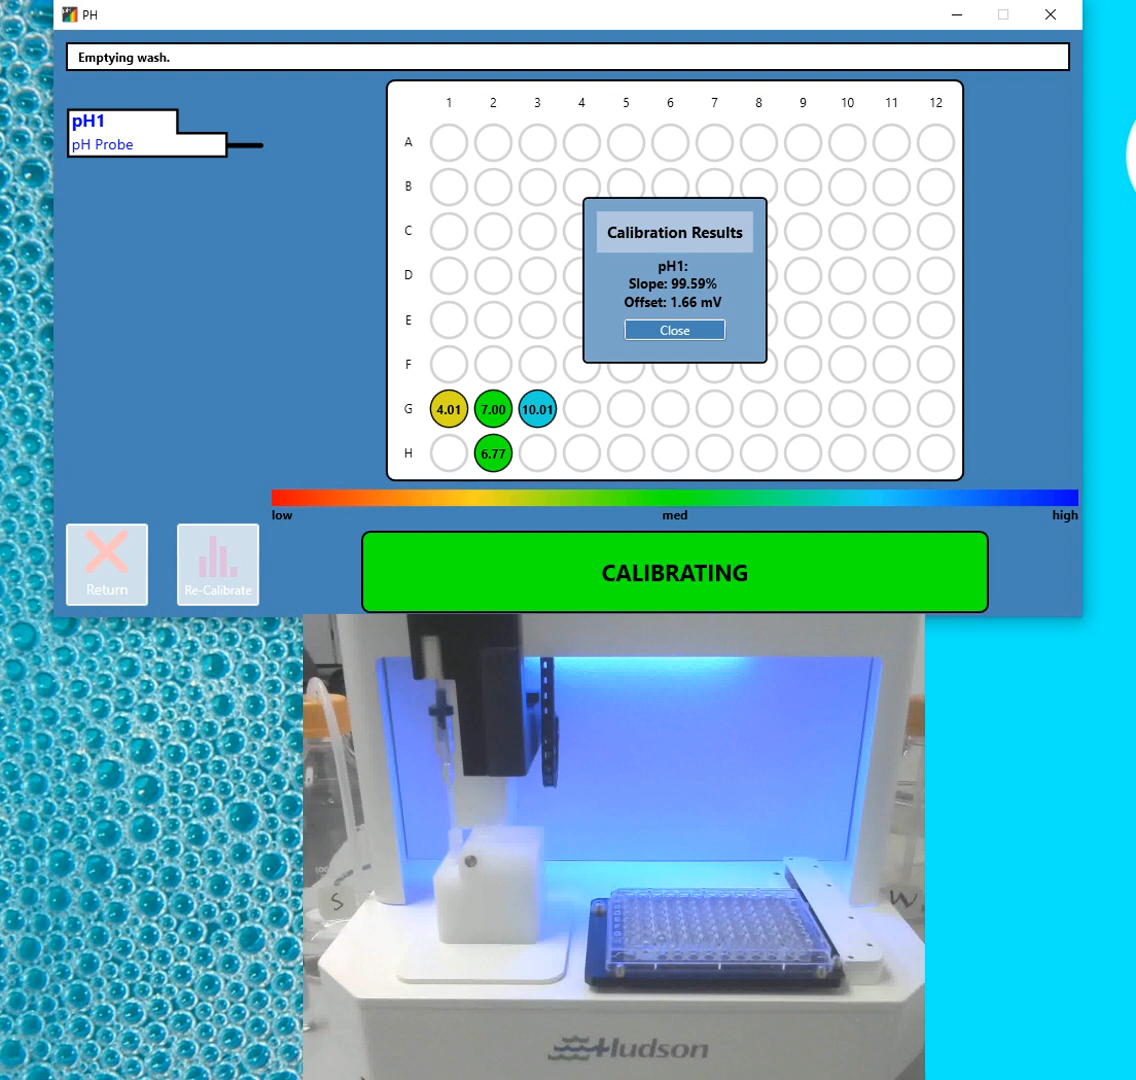 PH
Emptying wash.
pH1
pH Probe
1 2 3 4 5 6 7 8 9 10 11 12
A
B
C
D
E
F
G
H
Calibration Results
pH1:
Slope: 99.59%
Offset: 1.66 mV
Close
4.01 7.00 10.01
6.77
low med high
Return
Re-Calibrate
CALIBRATING
S
W
Hudson